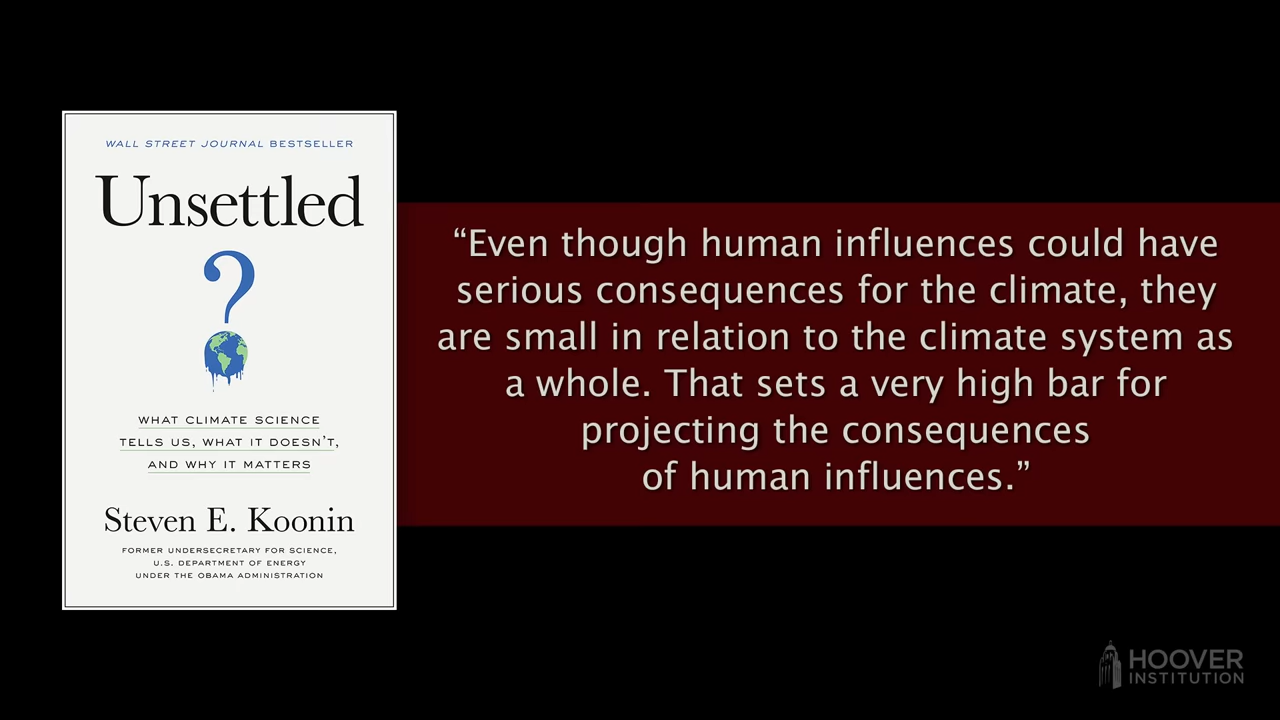 WALL STREET JOURNAL BESTSELLER
Unsettled
?
WHAT CLIMATE SCIENCE
TELLS US, WHAT IT DOESN'T,
AND WHY IT MATTERS
Steven E. Koonin
FORMER UNDERSECRETARY FOR SCIENCE,
U.S. DEPARTMENT OF ENERGY
UNDER THE OBAMA ADMINISTRATION
“Even though human influences could have
serious consequences for the climate, they
are small in relation to the climate system as
a whole. That sets a very high bar for
projecting the consequences
of human influences.”
HOOVER
INSTITUTION